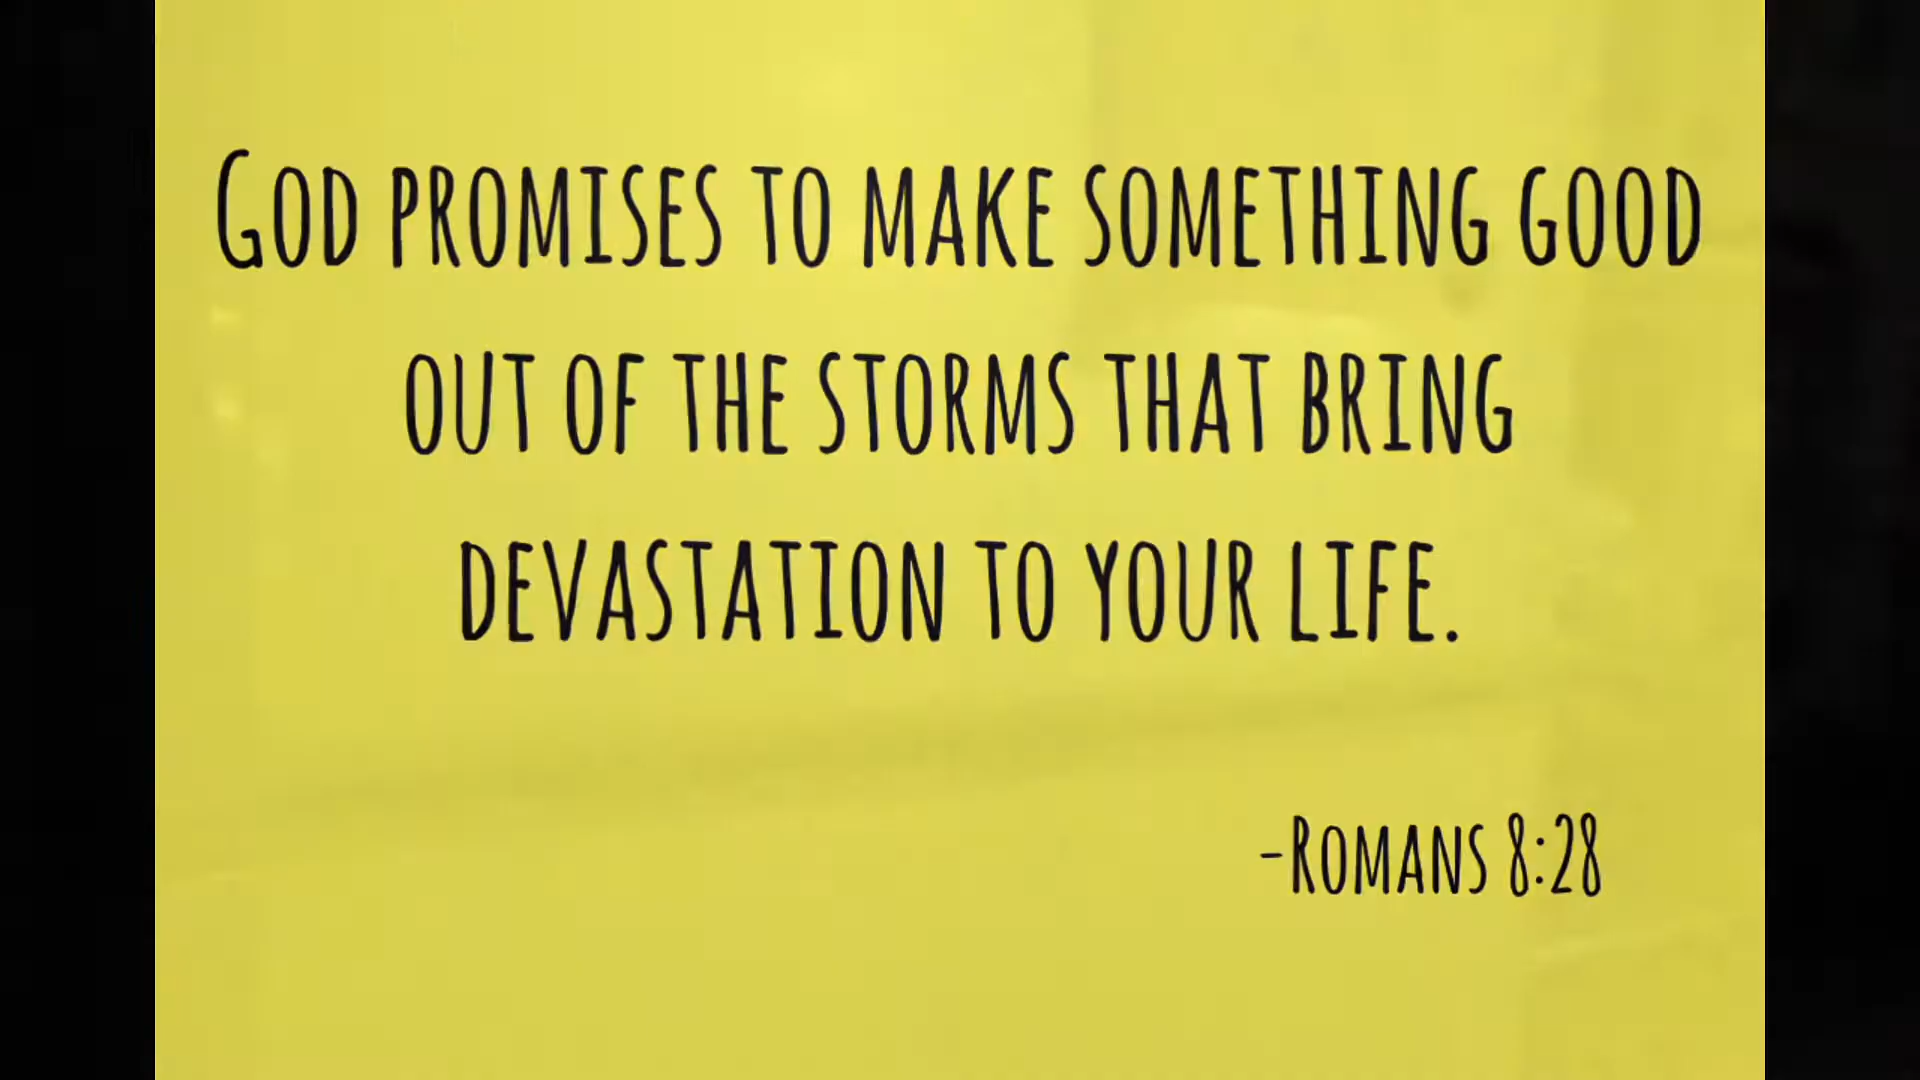 God promises to make something good
out of the storms that bring
devastation to your life.
-Romans 8:28